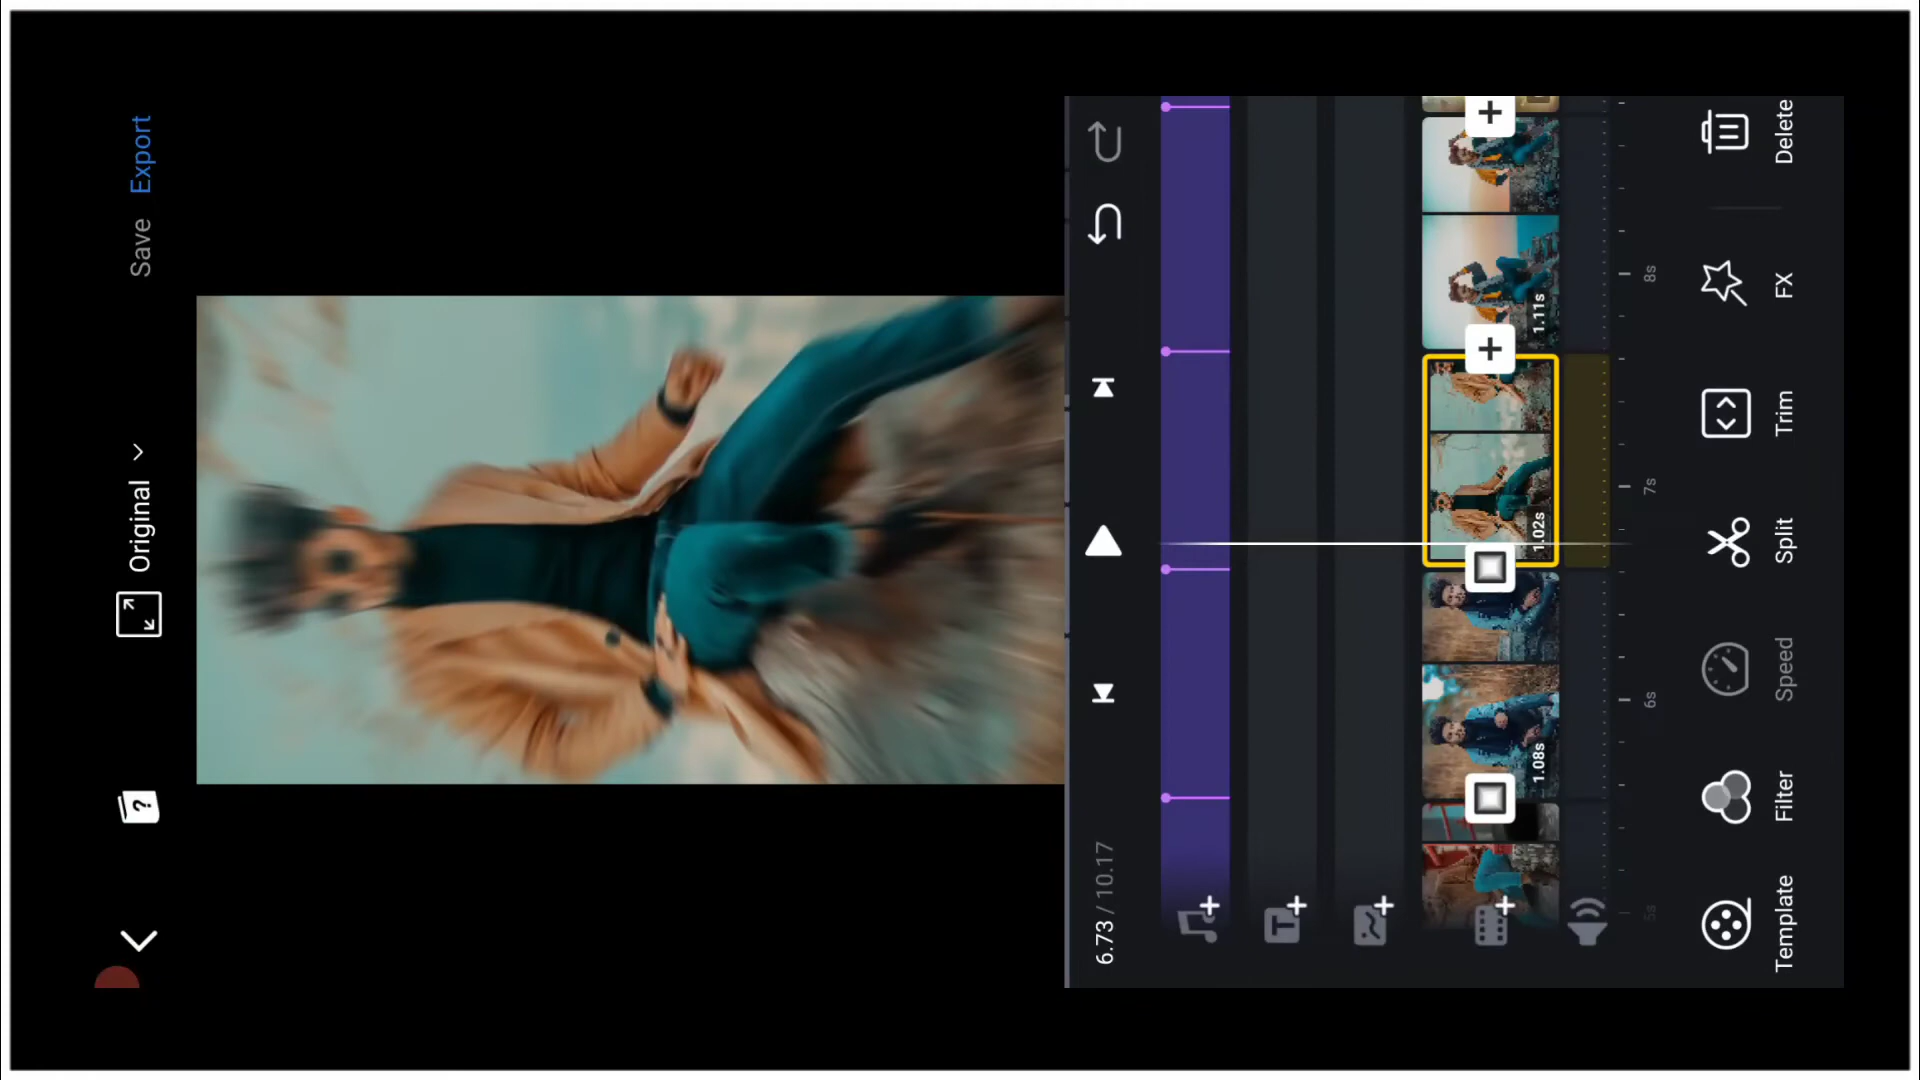 Original
Save
Export
6.73 / 10.17
1.08s
1.02s
1.11s
5s
6s
7s
8s
Template
Filter
Speed
Split
Trim
FX
Delete